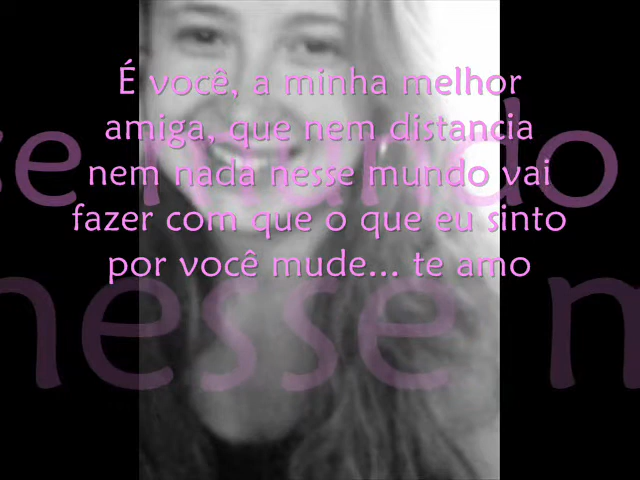 É você, a minha melhor
amiga, que nem distancia
nem nada nesse mundo vai
fazer com que o que eu sinto
por você mude... te amo
nesse m